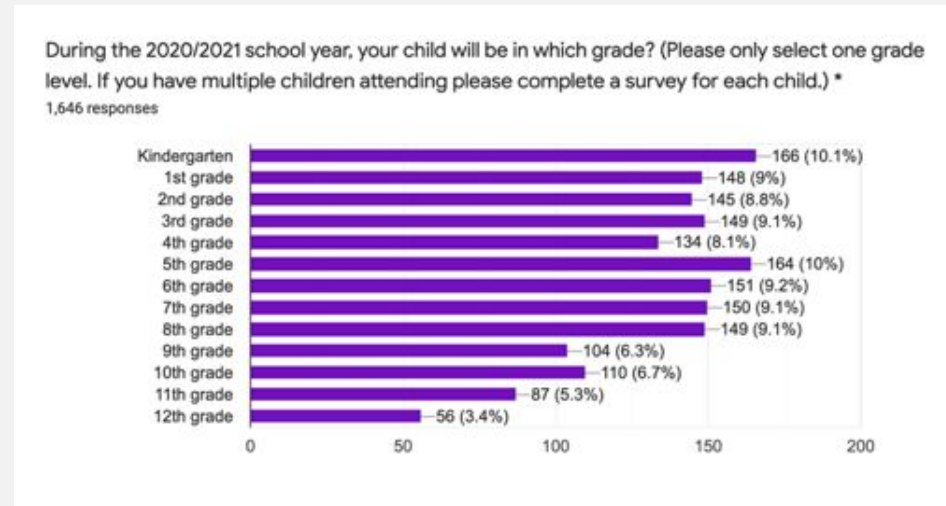 During the 2020/2021 school year, your child will be in which grade? (Please only select one grade
level. If you have multiple children attending please complete a survey for each child.) *
1,646 responses
Kindergarten 166 (10.1%)
1st grade 148 (9%)
2nd grade 145 (8.8%)
3rd grade 149 (9.1%)
4th grade 134 (8.1%)
5th grade 164 (10%)
6th grade 151 (9.2%)
7th grade 150 (9.1%)
8th grade 149 (9.1%)
9th grade 104 (6.3%)
10th grade 110 (6.7%)
11th grade 87 (5.3%)
12th grade 56 (3.4%)
0 50 100 150 200